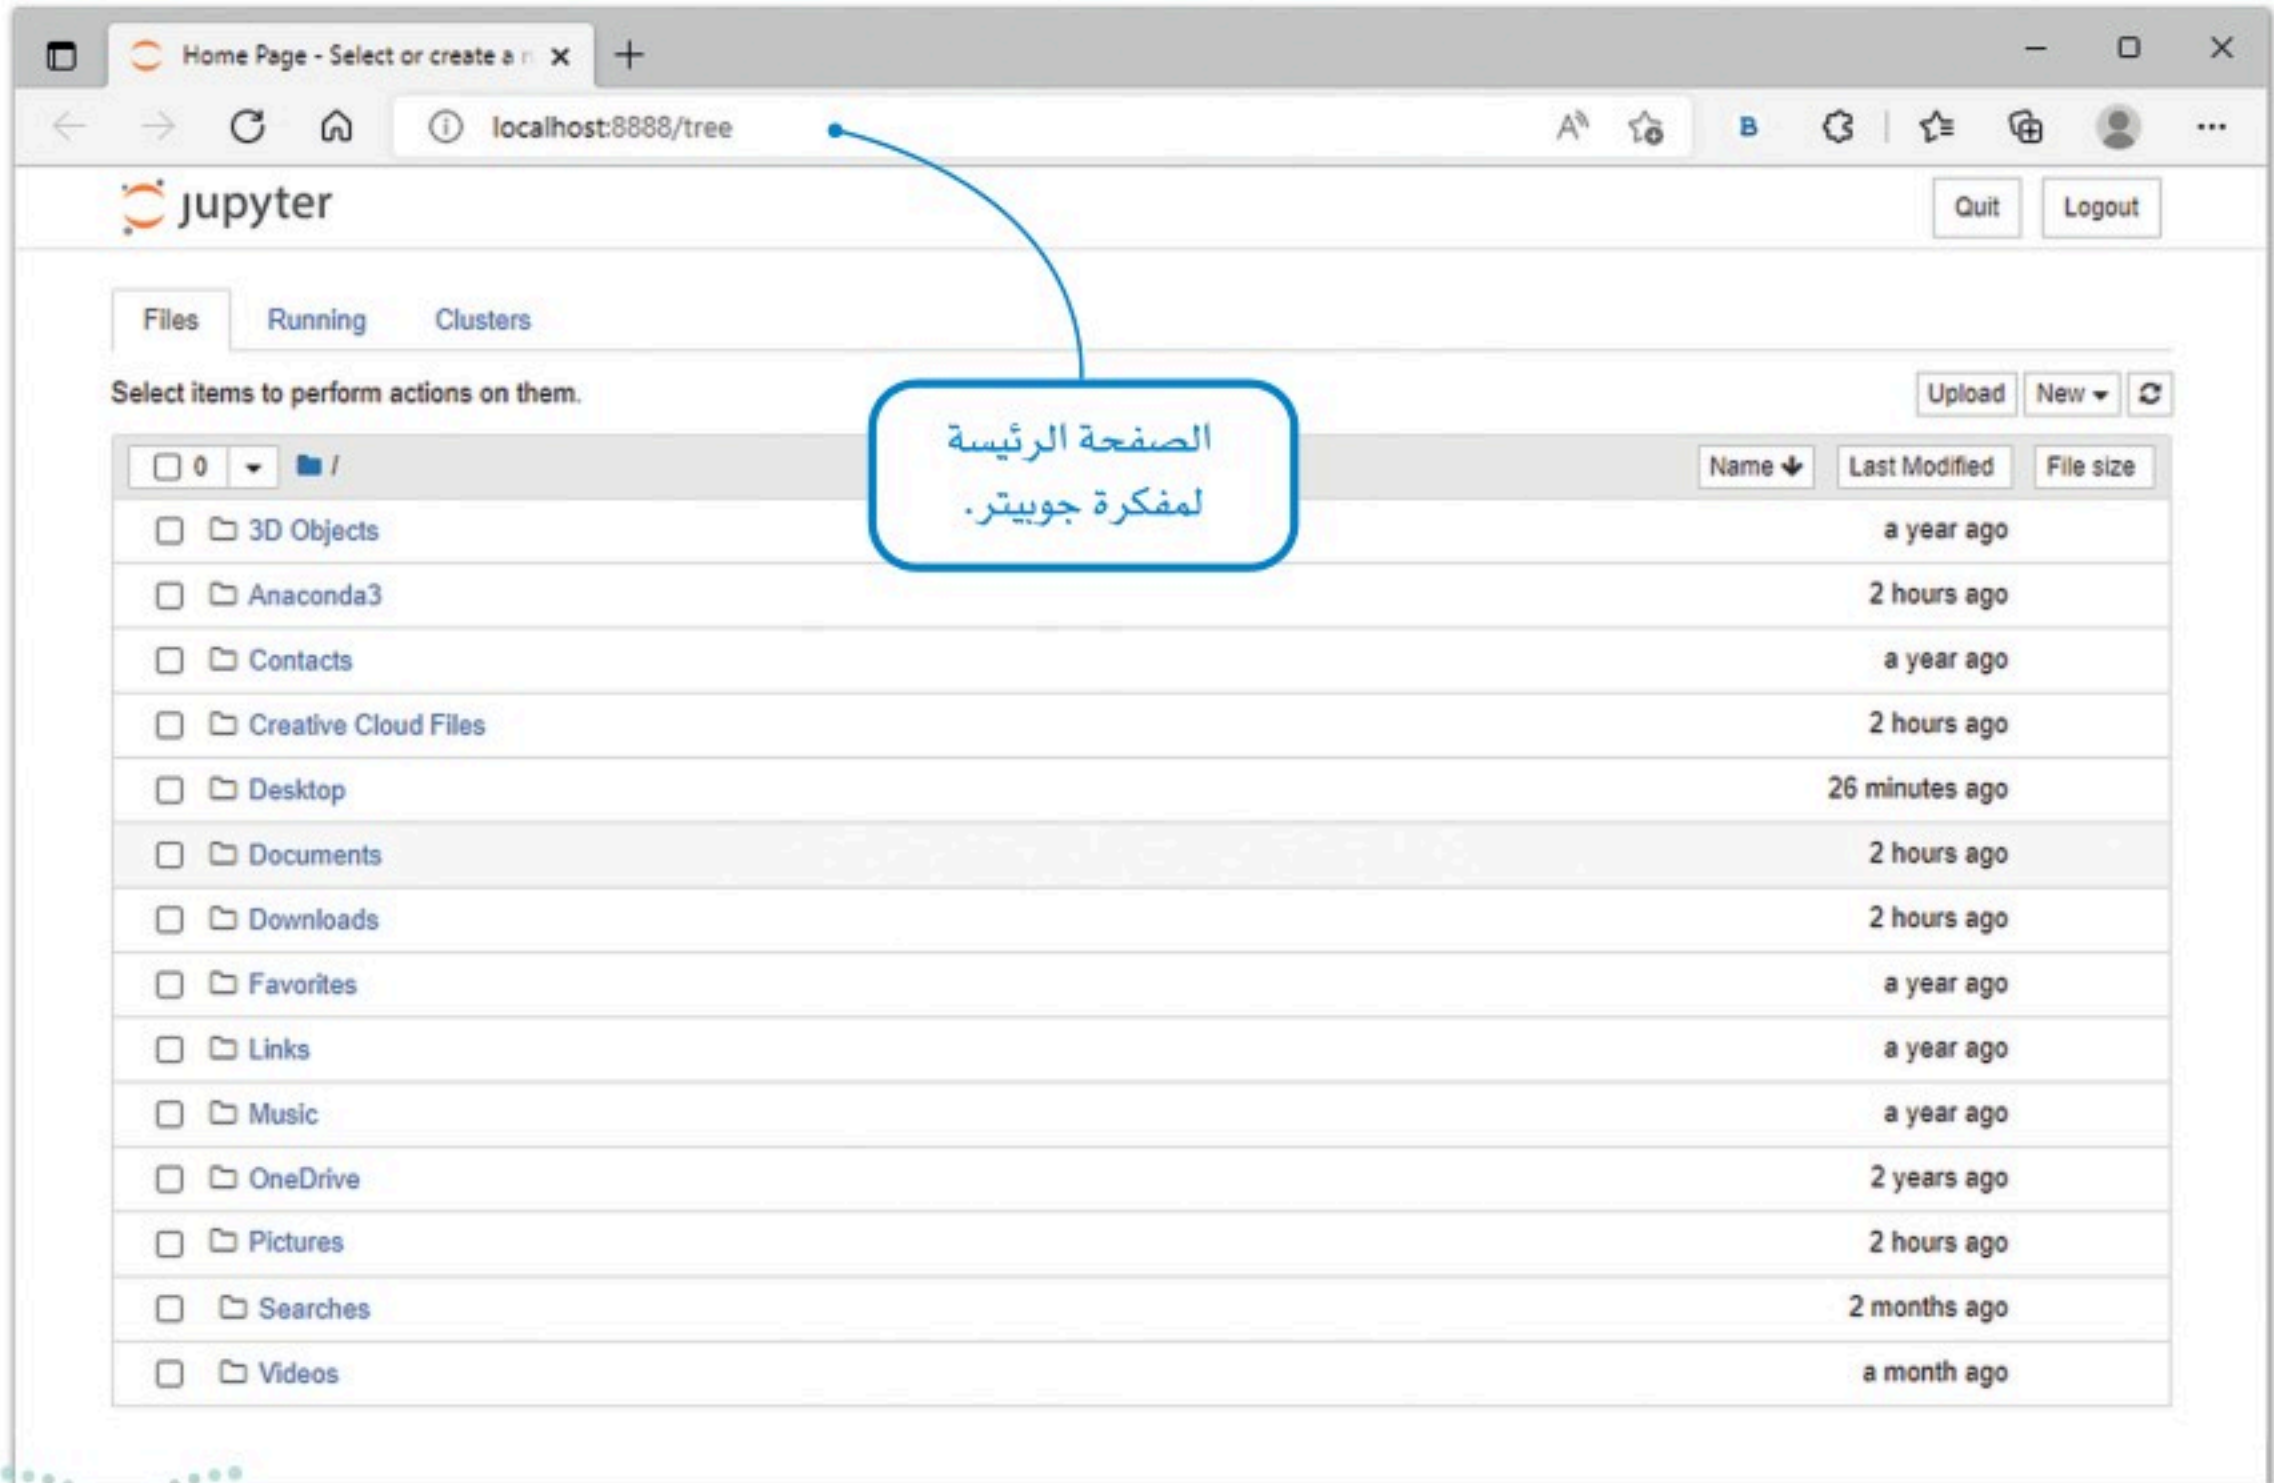 Home Page - Select or create a n
localhost:8888/tree
B
jupyter
Quit Logout
Files Running Clusters
Select items to perform actions on them.
Upload New
الصفحة الرئيسة
لمفكرة جوبيتر.
0 /
Name Last Modified File size
3D Objects a year ago
Anaconda3 2 hours ago
Contacts a year ago
Creative Cloud Files 2 hours ago
Desktop 26 minutes ago
Documents 2 hours ago
Downloads 2 hours ago
Favorites a year ago
Links a year ago
Music a year ago
OneDrive 2 years ago
Pictures 2 hours ago
Searches 2 months ago
Videos a month ago